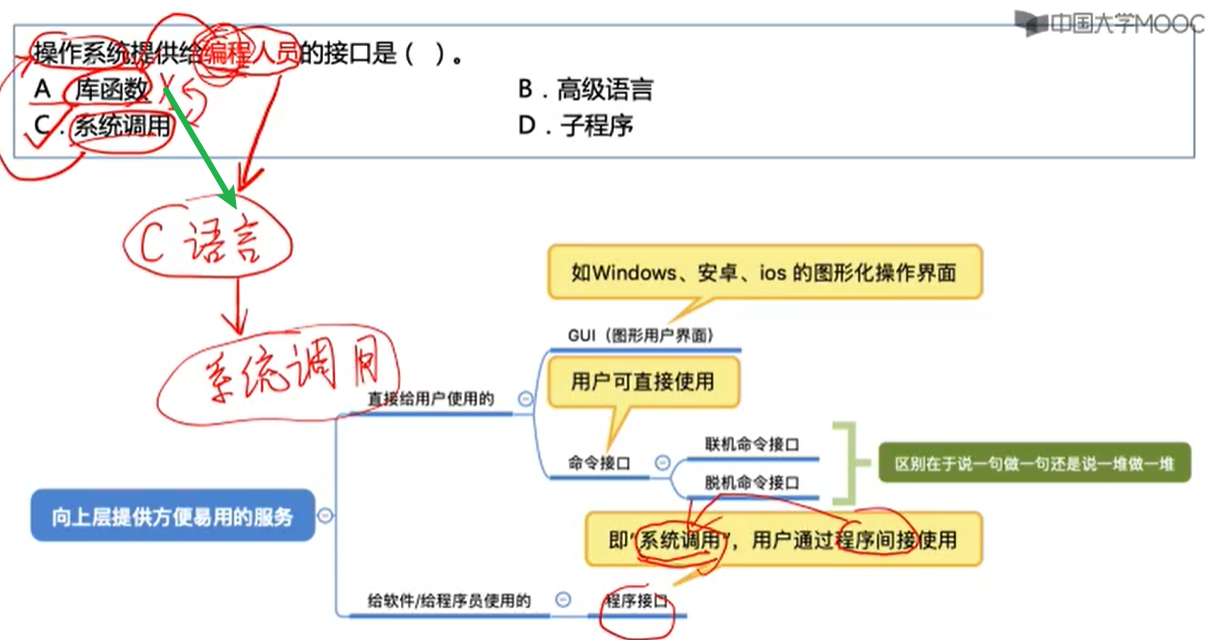 中国大学MOOC
操作系统提供给编程人员的接口是（ ）。
A 库函数
B．高级语言
C．系统调用
D．子程序
C 语言
系统调用
如Windows、安卓、ios 的图形化操作界面
GUI（图形用户界面）
用户可直接使用
直接给用户使用的
联机命令接口
命令接口
区别在于说一句做一句还是说一堆做一堆
脱机命令接口
向上层提供方便易用的服务
即“系统调用”，用户通过程序间接使用
给软件/给程序员使用的
程序接口